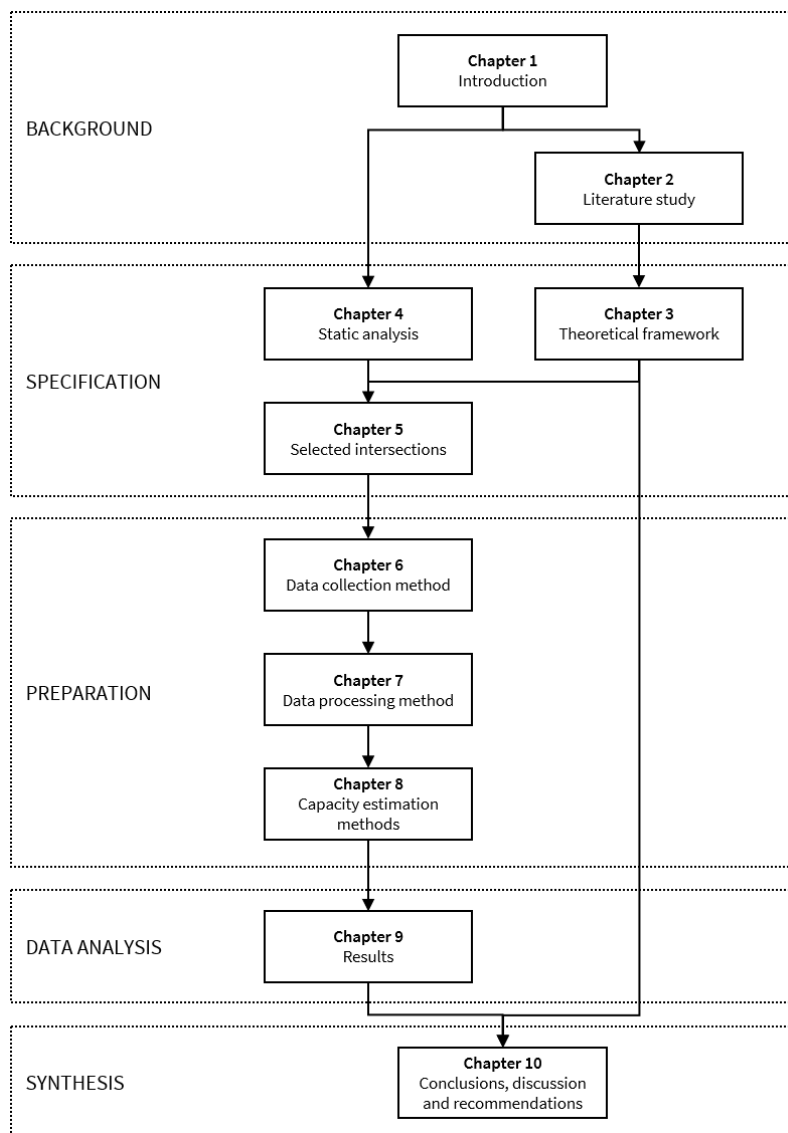 BACKGROUND
Chapter 1
Introduction
Chapter 2
Literature study
SPECIFICATION
Chapter 4
Static analysis
Chapter 3
Theoretical framework
Chapter 5
Selected intersections
PREPARATION
Chapter 6
Data collection method
Chapter 7
Data processing method
Chapter 8
Capacity estimation
methods
DATA ANALYSIS
Chapter 9
Results
SYNTHESIS
Chapter 10
Conclusions, discussion
and recommendations